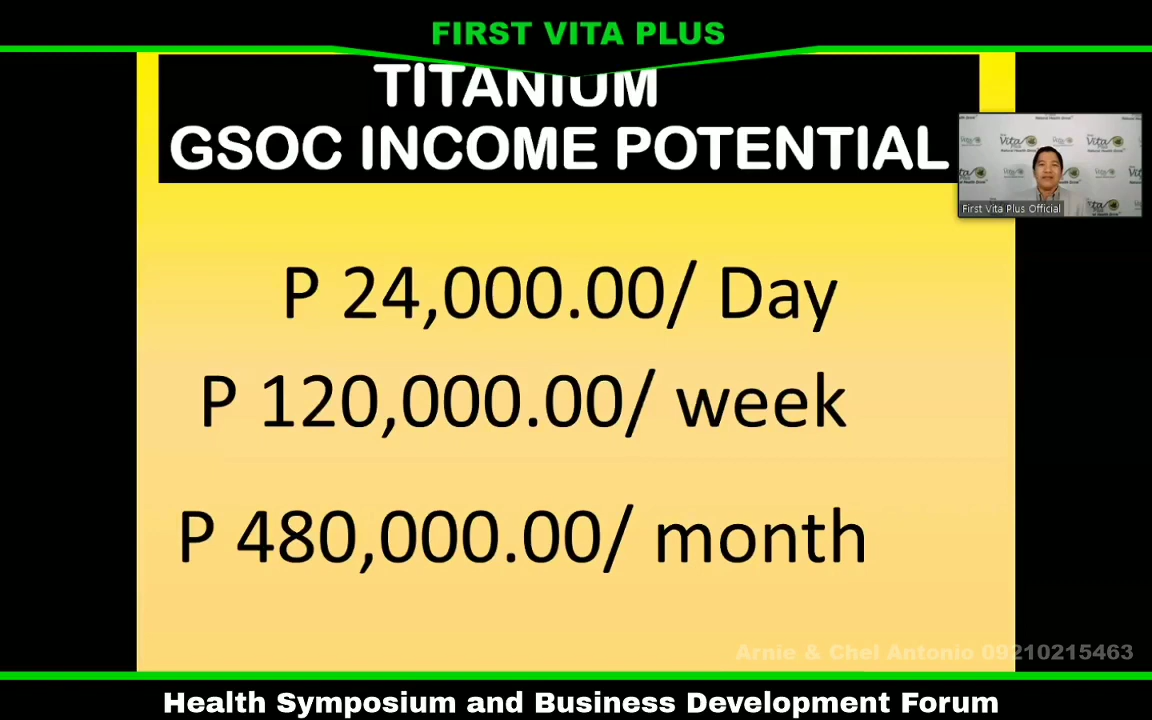 FIRST VITA PLUS
TITANIUM
GSOC INCOME POTENTIAL
First Vita Plus Official
P 24,000.00/ Day
P 120,000.00/ week
P 480,000.00/ month
Arnie & Chel Antonio 09210215463
Health Symposium and Business Development Forum